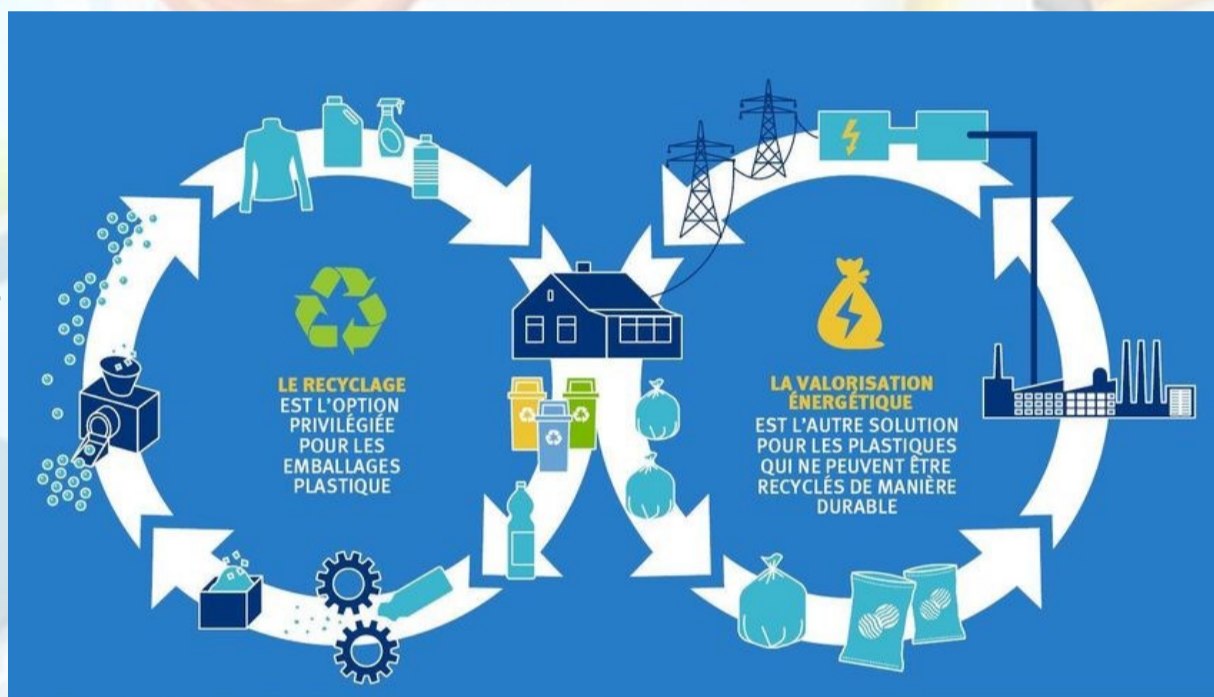 LE RECYCLAGE
EST L'OPTION
PRIVILÉGIÉE
POUR LES
EMBALLAGES
PLASTIQUE
LA VALORISATION
ÉNERGÉTIQUE
EST L'AUTRE SOLUTION
POUR LES PLASTIQUES
QUI NE PEUVENT ÊTRE
RECYCLÉS DE MANIÈRE
DURABLE